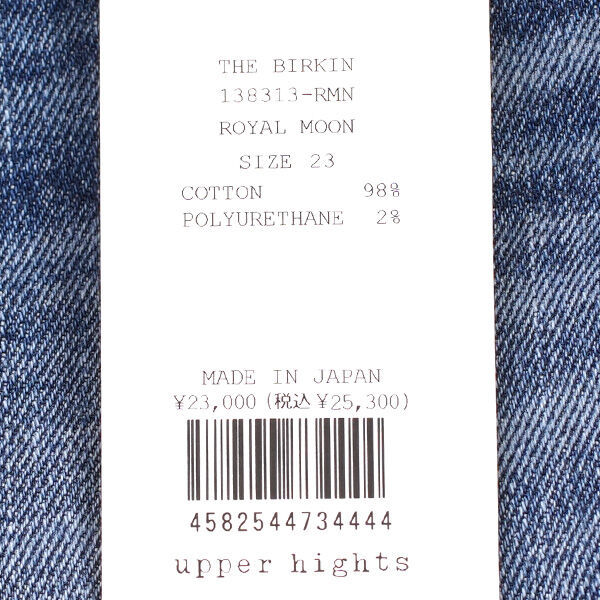 THE BIRKIN
138313-RMN
ROYAL MOON
SIZE 23
COTTON 98%
POLYURETHANE 2%
MADE IN JAPAN
¥23,000 (税込 ¥25,300)
4582544734444
upper hights